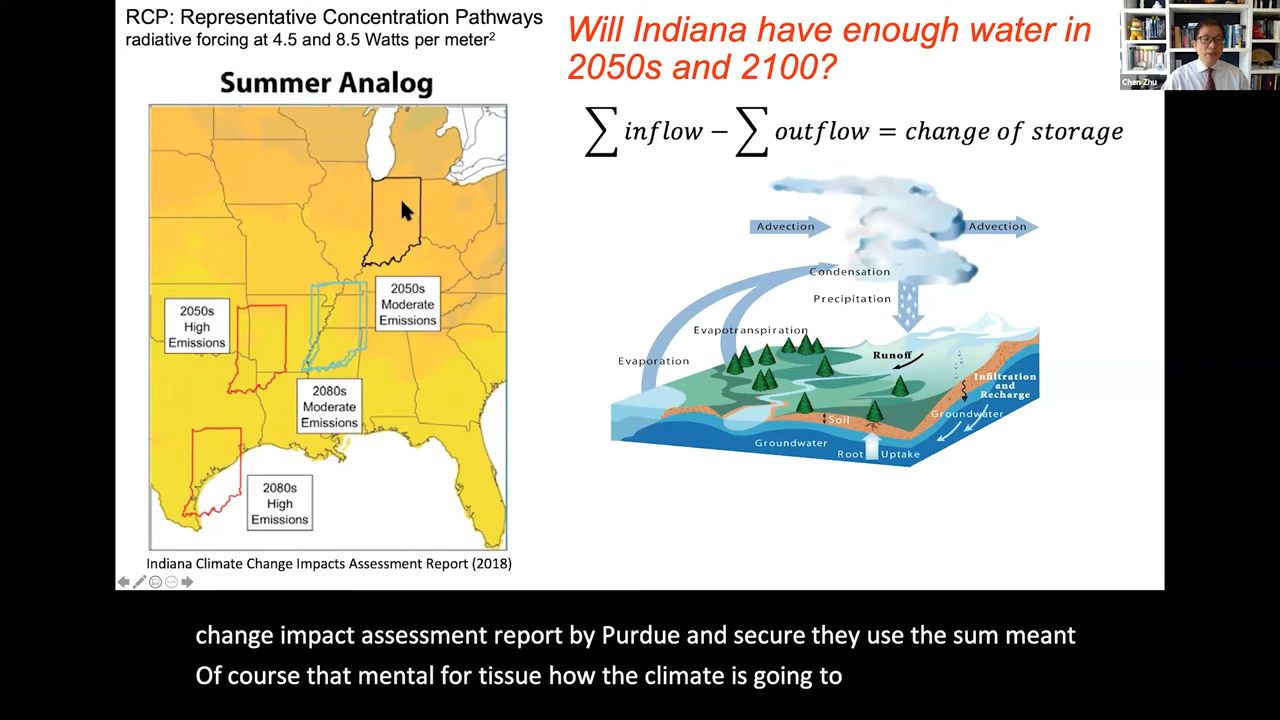 RCP: Representative Concentration Pathways
radiative forcing at 4.5 and 8.5 Watts per meter²
Summer Analog
2050s
Moderate
Emissions
2050s
High
Emissions
2080s
Moderate
Emissions
2080s
High
Emissions
Indiana Climate Change Impacts Assessment Report (2018)
Will Indiana have enough water in
2050s and 2100?
∑ inflow − ∑ outflow = change of storage
Advection
Advection
Condensation
Precipitation
Evapotranspiration
Evaporation
Runoff
Infiltration
and
Recharge
Groundwater
Soil
Groundwater
Root Uptake
Chen Zhu
change impact assessment report by Purdue and secure they use the sum meant
Of course that mental for tissue how the climate is going to